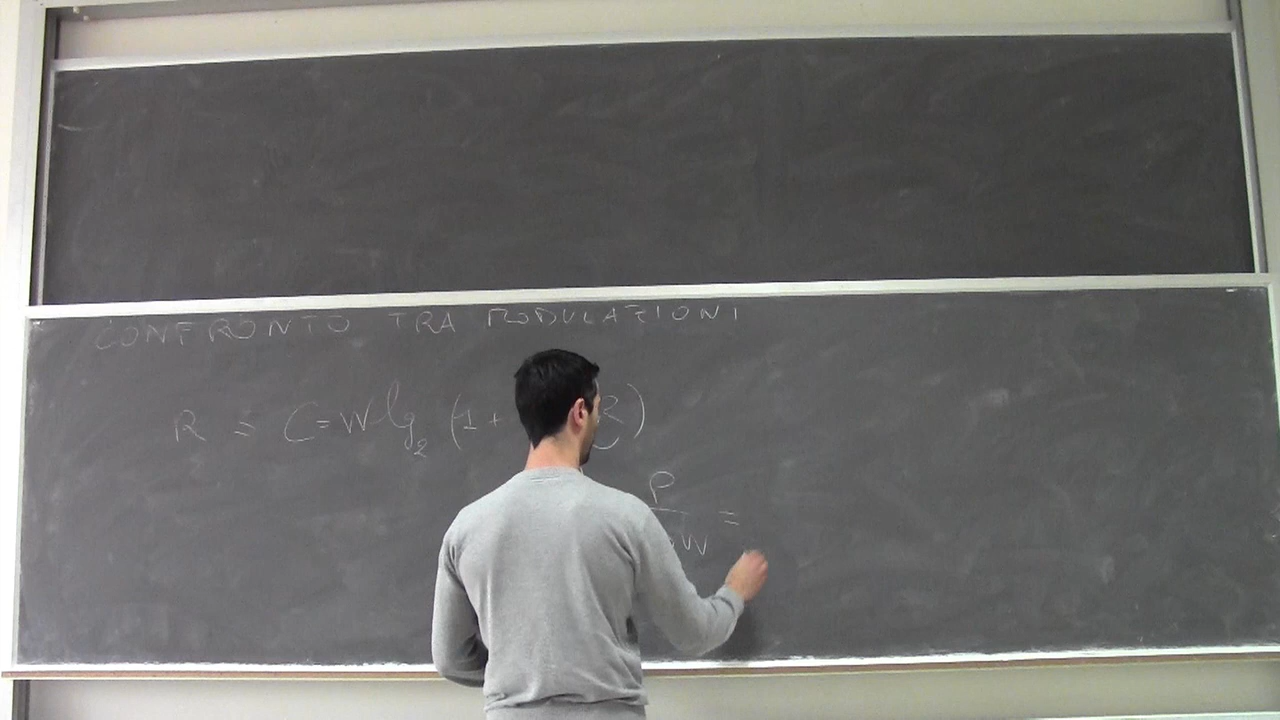 CONFRONTO TRA MODULAZIONI
R = C = W lg2 (1 + R)
P
W =